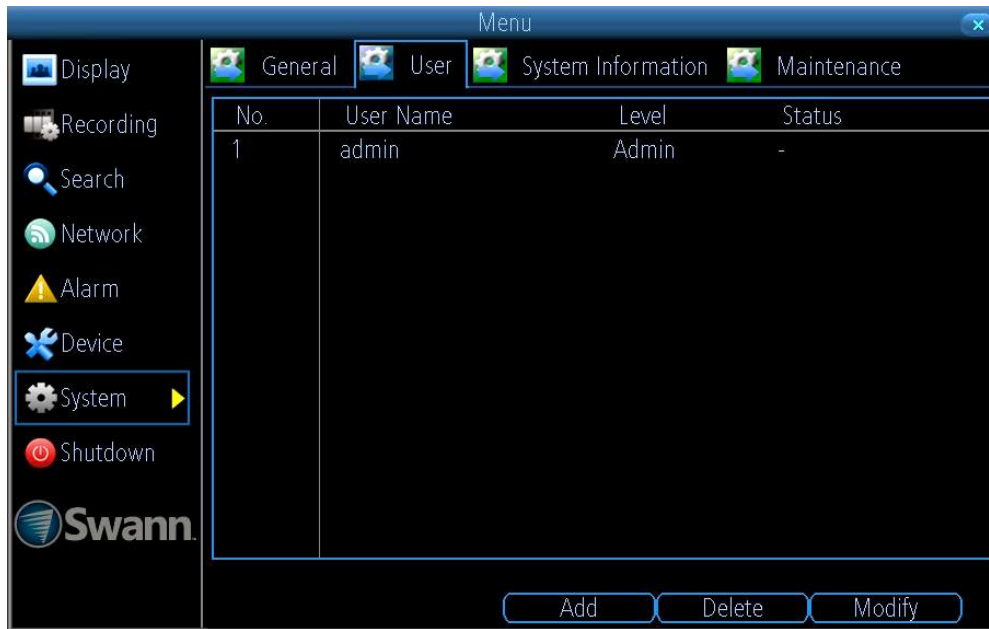 Menu
Display
Recording
Search
Network
Alarm
Device
System
Shutdown
Swann
General User System Information Maintenance
No. User Name Level Status
1 admin Admin -
Add Delete Modify